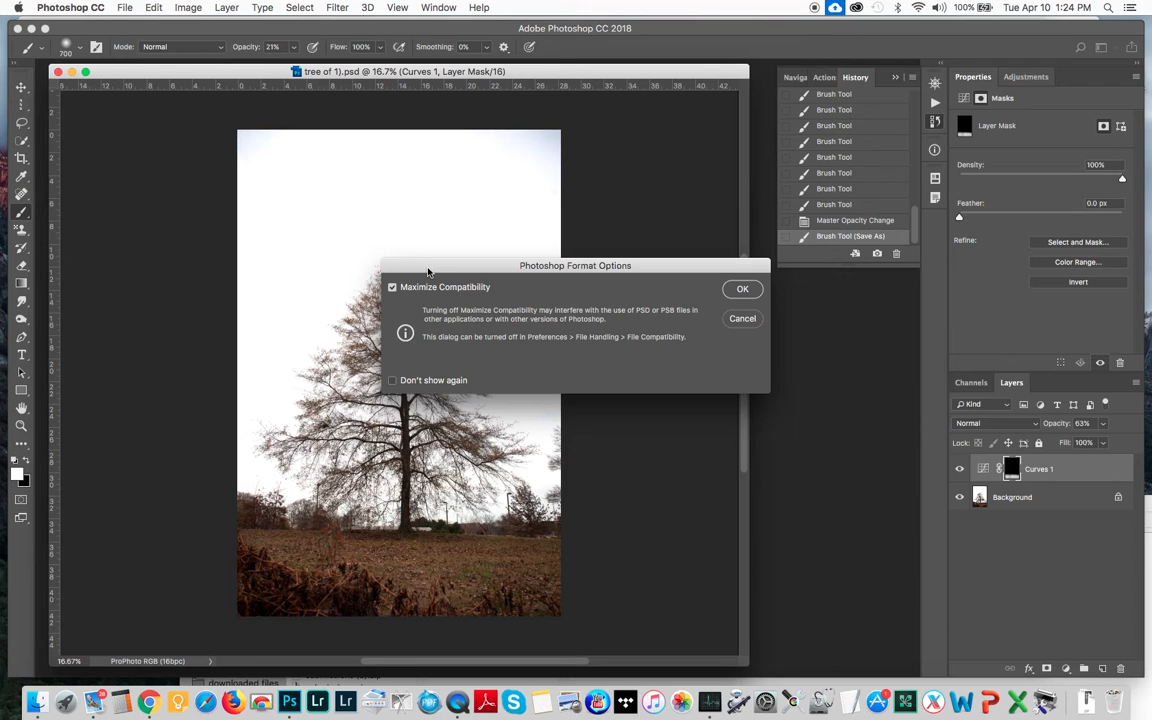 Photoshop CC File Edit Image Layer Type Select Filter 3D View Window Help 100% Tue Apr 10 1:24 PM
Adobe Photoshop CC 2018
700 Mode: Normal Opacity: 21% Flow: 100% Smoothing: 0%
tree of 1).psd @ 16.7% (Curves 1, Layer Mask/16)
Naviga Action History
Brush Tool
Brush Tool
Brush Tool
Brush Tool
Brush Tool
Brush Tool
Brush Tool
Brush Tool
Master Opacity Change
Brush Tool (Save As)
Properties Adjustments
Masks
Layer Mask
Density: 100%
Feather: 0.0 px
Refine: Select and Mask...
Color Range...
Invert
Photoshop Format Options
Maximize Compatibility
OK
Turning off Maximize Compatibility may interfere with the use of PSD or PSB files in
other applications or with other versions of Photoshop.
Cancel
This dialog can be turned off in Preferences > File Handling > File Compatibility.
Don't show again
Channels Layers
Kind
Normal Opacity: 63%
Lock: Fill: 100%
Curves 1
Background
16.67% ProPhoto RGB (16bpc)
downloaded files